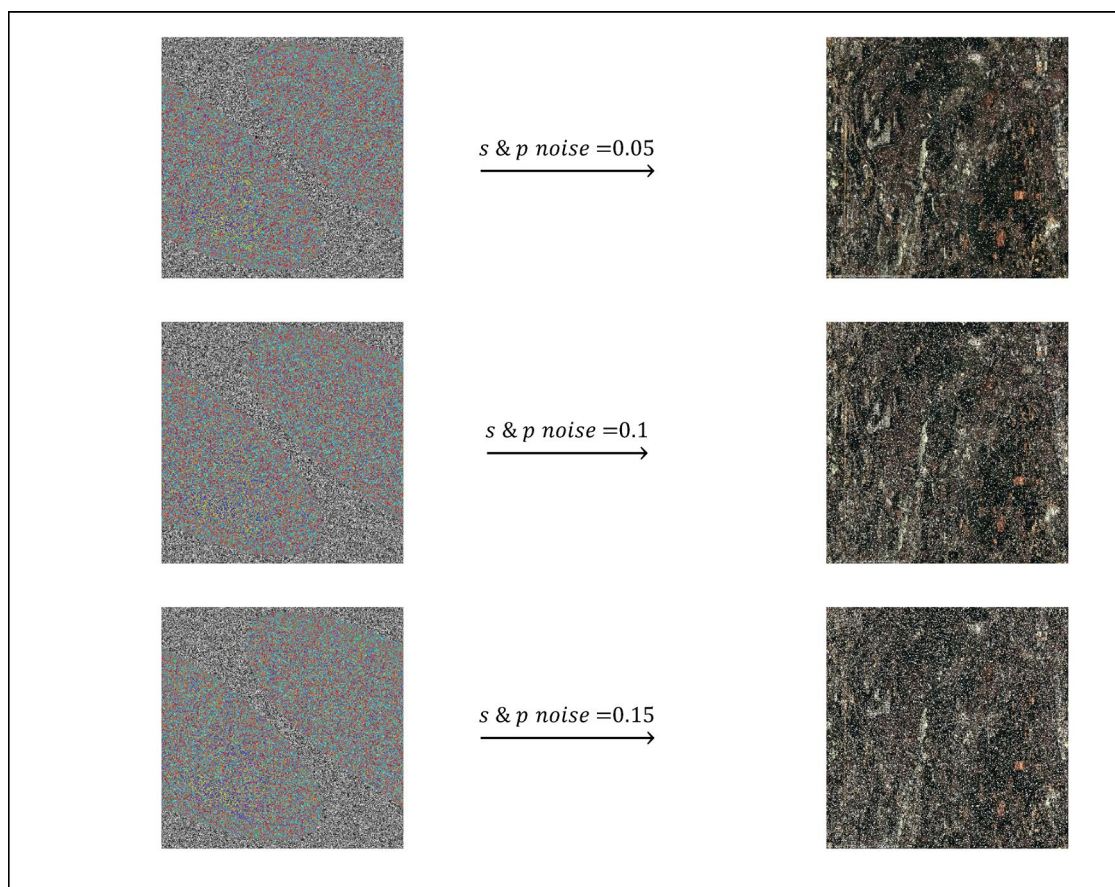 s & p noise =0.05
s & p noise =0.1
s & p noise =0.15